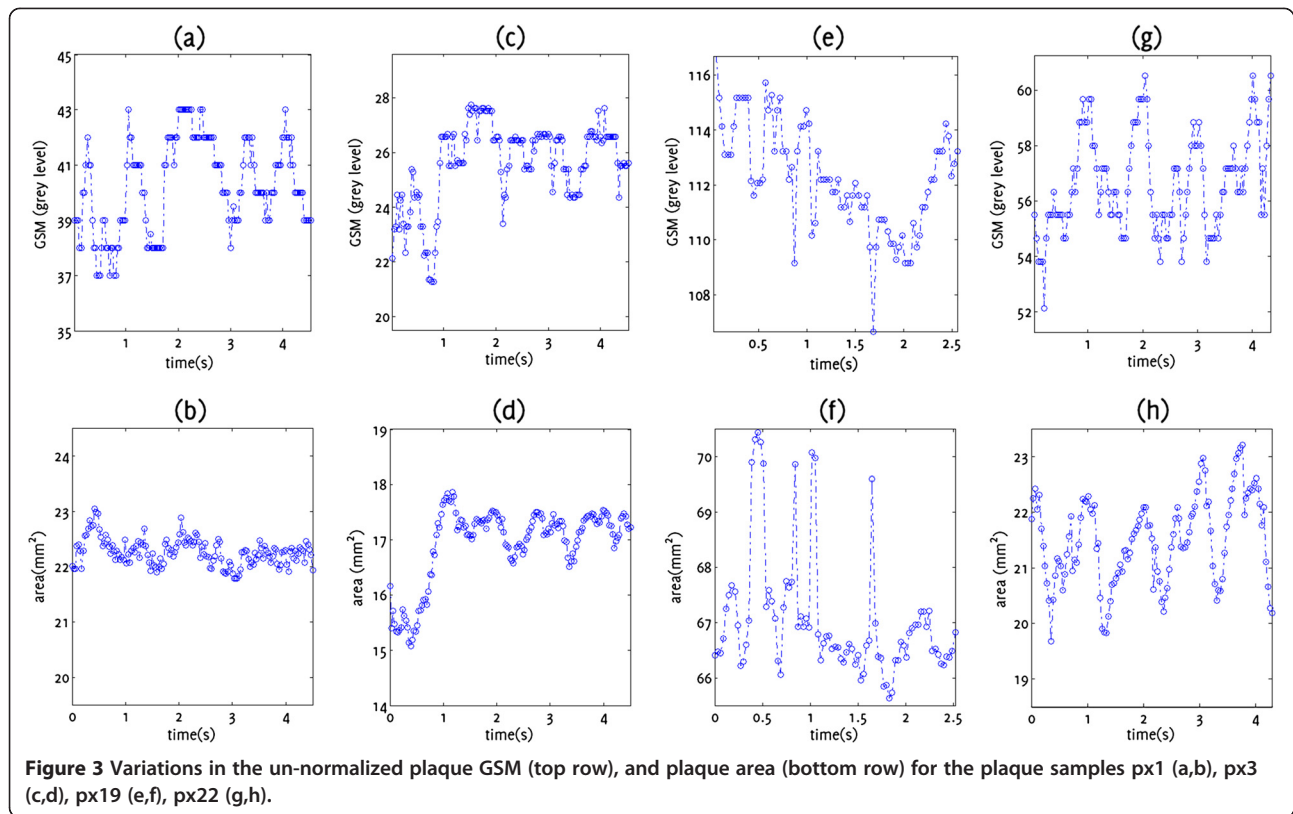 (a)
(c)
(e)
(g)
45
43
41
39
37
35
GSM (grey level)
1 2 3 4
time(s)
28
26
24
22
20
GSM (grey level)
1 2 3 4
time(s)
116
114
112
110
108
GSM (grey level)
0.5 1 1.5 2 2.5
time(s)
60
58
56
54
52
GSM (grey level)
1 2 3 4
time(s)
(b)
(d)
(f)
(h)
24
23
22
21
20
area(mm²)
0 1 2 3 4
time(s)
19
18
17
16
15
14
area(mm²)
0 1 2 3 4
time(s)
70
69
68
67
66
area(mm²)
0 0.5 1 1.5 2 2.5
time(s)
23
22
21
20
19
area (mm²)
0 1 2 3 4
time(s)
Figure 3 Variations in the un-normalized plaque GSM (top row), and plaque area (bottom row) for the plaque samples px1 (a,b), px3
(c,d), px19 (e,f), px22 (g,h).